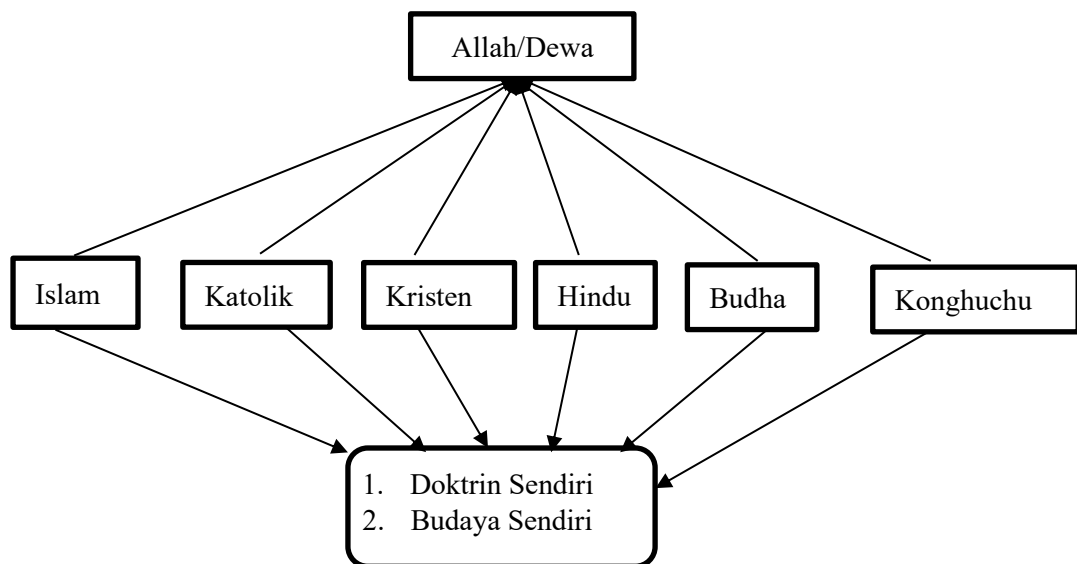 Allah/Dewa
Islam
Katolik
Kristen
Hindu
Budha
Konghuchu
1. Doktrin Sendiri
2. Budaya Sendiri